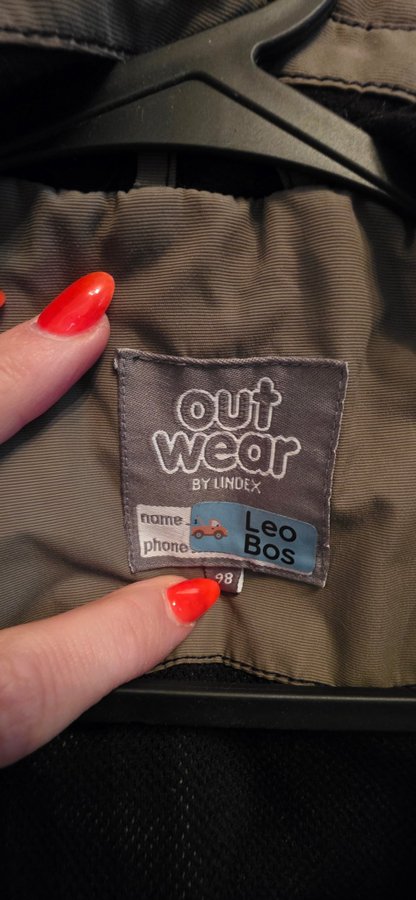 out
wear
BY LINDEX
name
phone
Leo
Bos
98